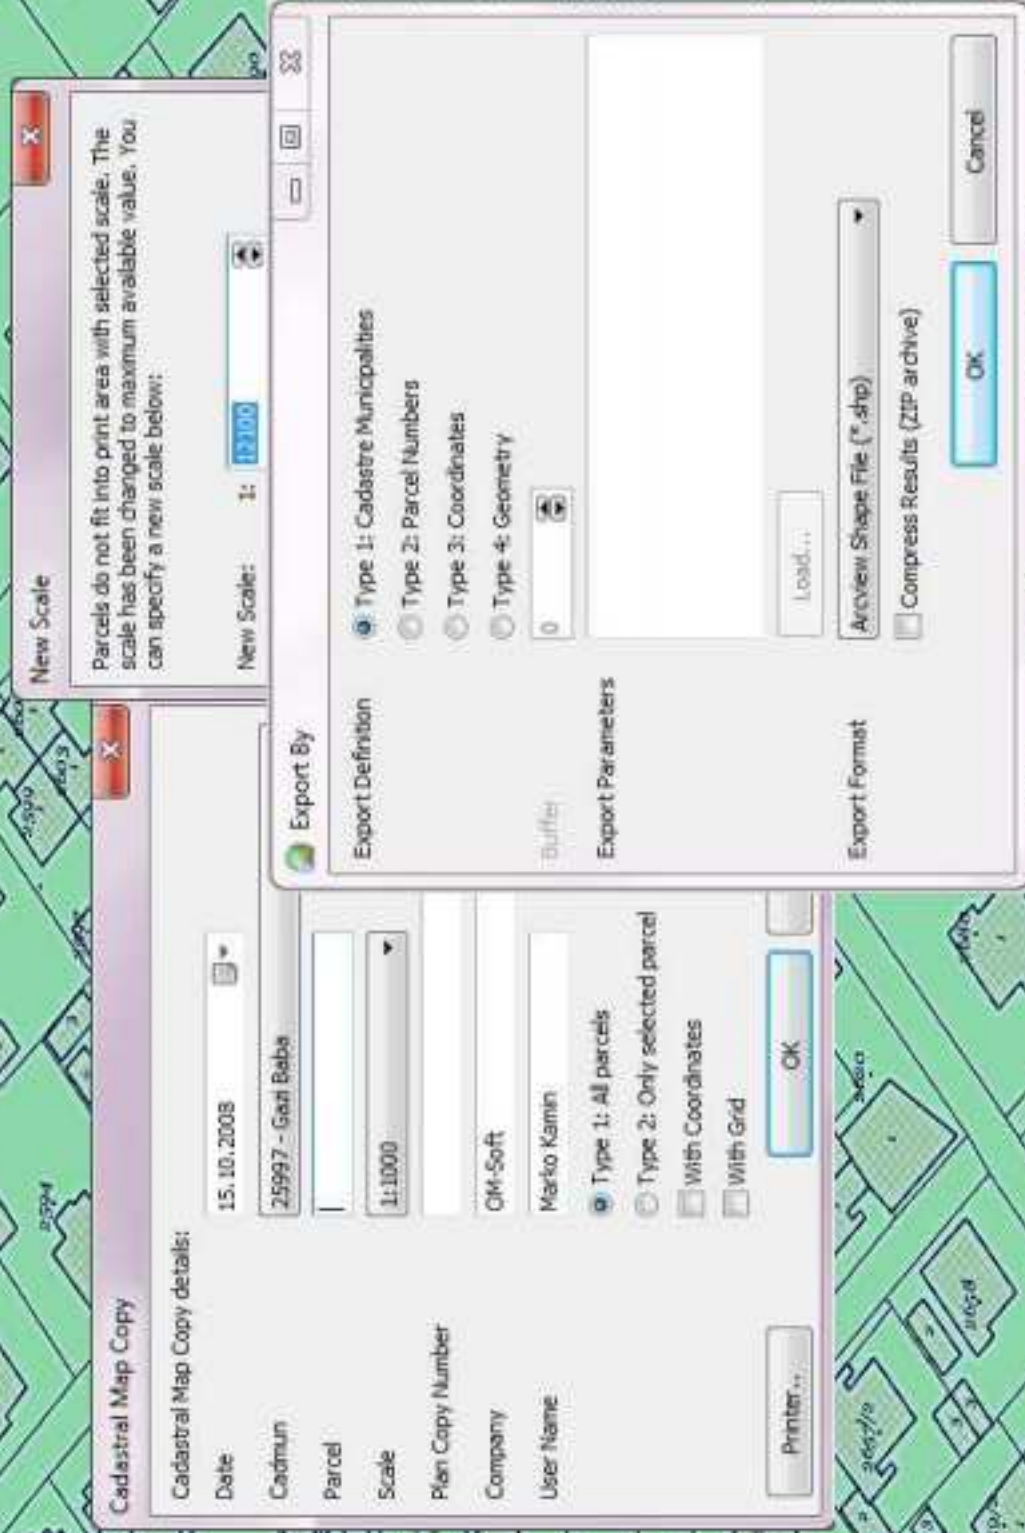 Cadastral Map Copy
Cadastral Map Copy details:
Date
15.10.2008
Cadmun
25997 - Gazi Baba
Parcel
Scale
1:1000
Plan Copy Number
Company
OM-Soft
User Name
Marko Kamin
Type 1: All parcels
Type 2: Only selected parcel
With Coordinates
With Grid
Printer...
OK
New Scale
Parcels do not fit into print area with selected scale. The
scale has been changed to maximum available value. You
can specify a new scale below:
New Scale:
1:
12100
Export By
Export Definition
Type 1: Cadastre Municipalities
Type 2: Parcel Numbers
Type 3: Coordinates
Type 4: Geometry
Buffer
0
Export Parameters
Load...
Export Format
Arcview Shape File (*.shp)
Compress Results (ZIP archive)
OK
Cancel
2594